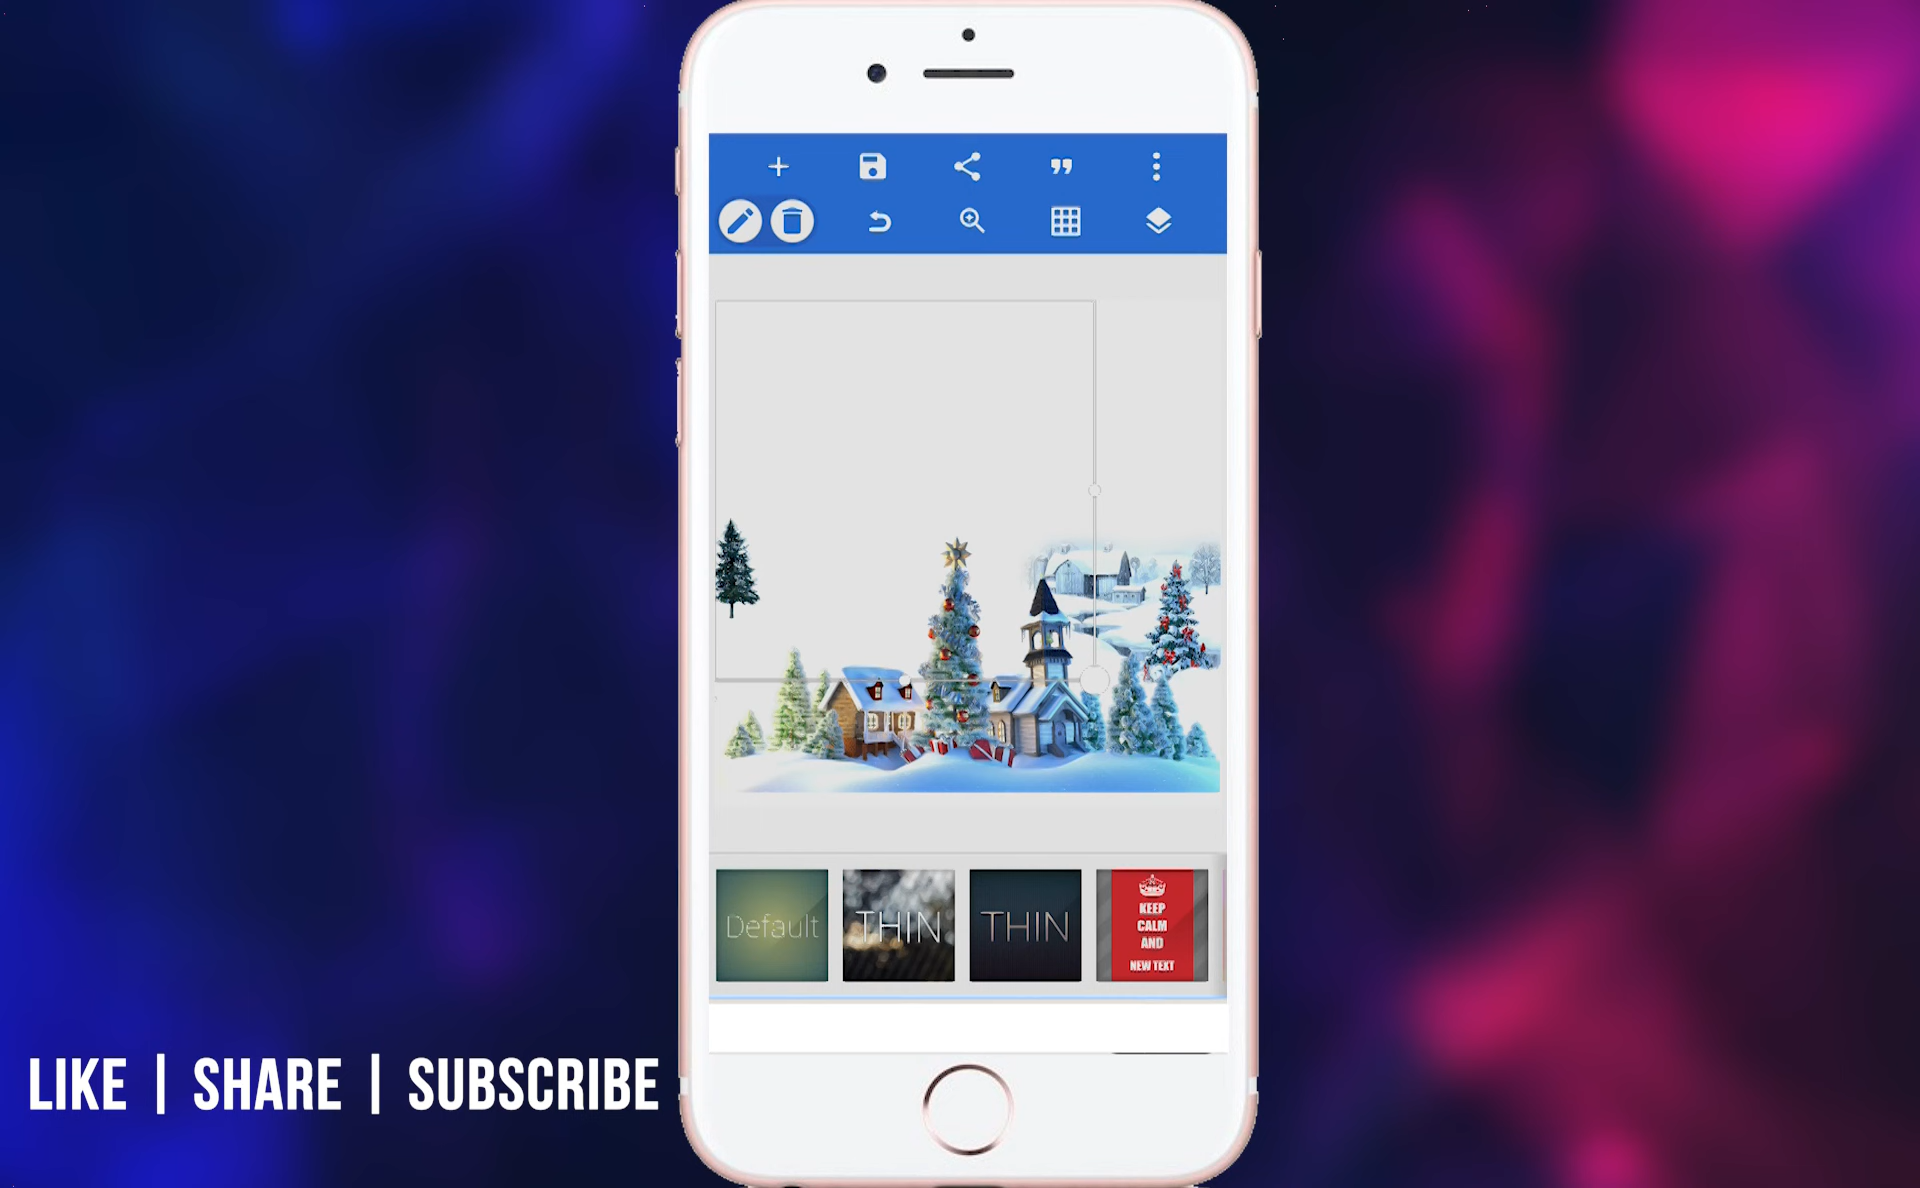 Default
THIN
THIN
KEEP
CALM
AND
NEW TEXT
LIKE | SHARE | SUBSCRIBE